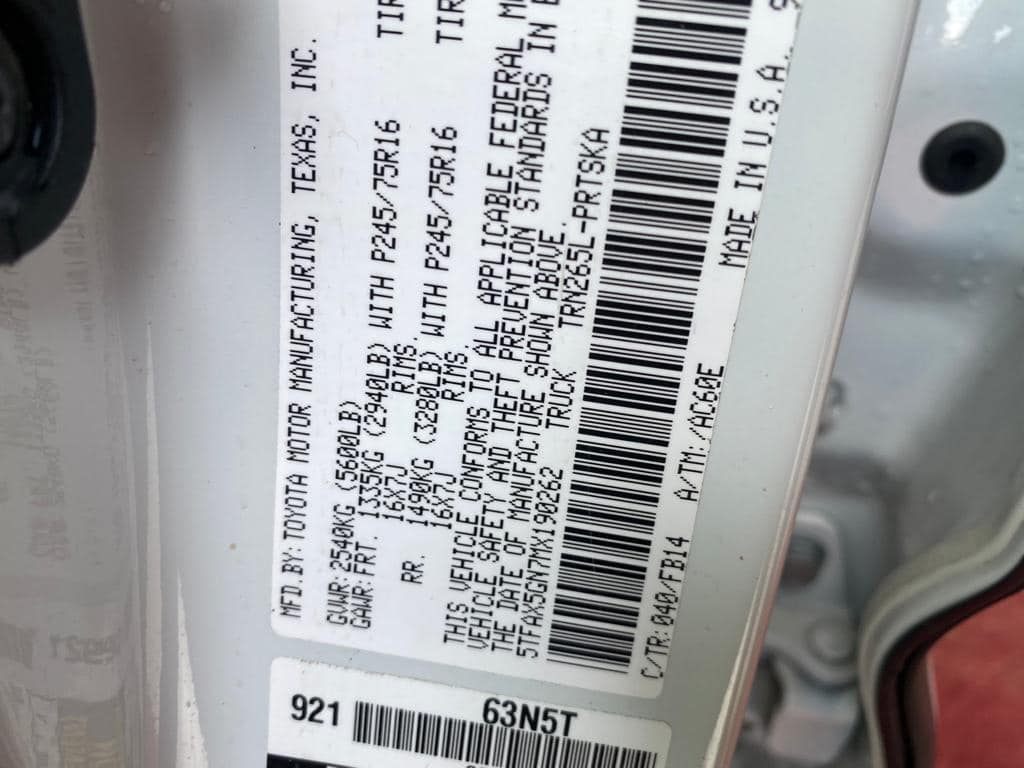 MFD.BY:TOYOTA MOTOR MANUFACTURING, TEXAS, INC.
GVWR:2540KG (5600LB)
GAWR:FRT. 1335KG (2940LB) WITH P245/75R16 TIR
16X7J RIMS.
RR. 1490KG (3280LB) WITH P245/75R16 TIR
16X7J RIMS.
THIS VEHICLE CONFORMS TO ALL APPLICABLE FEDERAL M
VEHICLE SAFETY AND THEFT PREVENTION STANDARDS IN E
THE DATE OF MANUFACTURE SHOWN ABOVE.
5TFAX5GN7MX190262 TRUCK TRN265L-PRTSKA
C/TR:040/FB14 A/TM:/AC60E MADE IN U.S.A.
921 63N5T